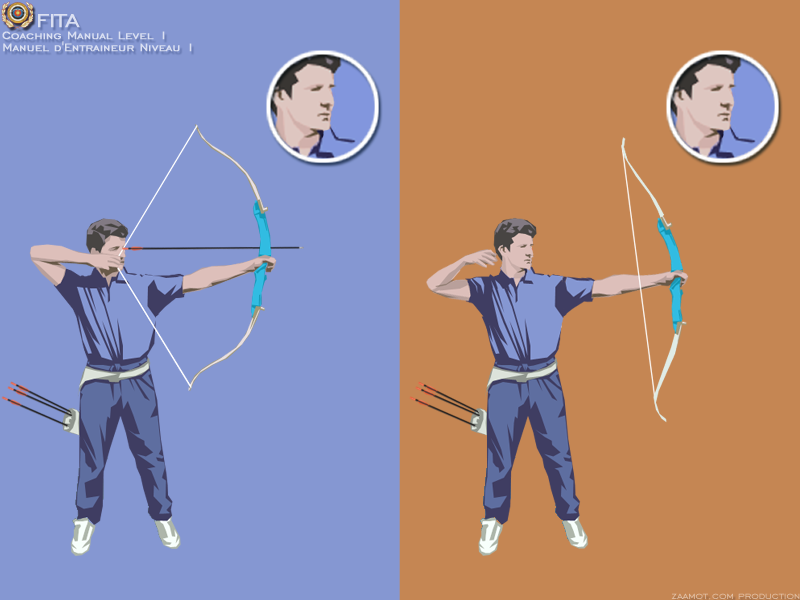 FITA
Coaching Manual Level 1
Manuel d'Entraineur Niveau 1
ZAAMOT.COM PRODUCTION